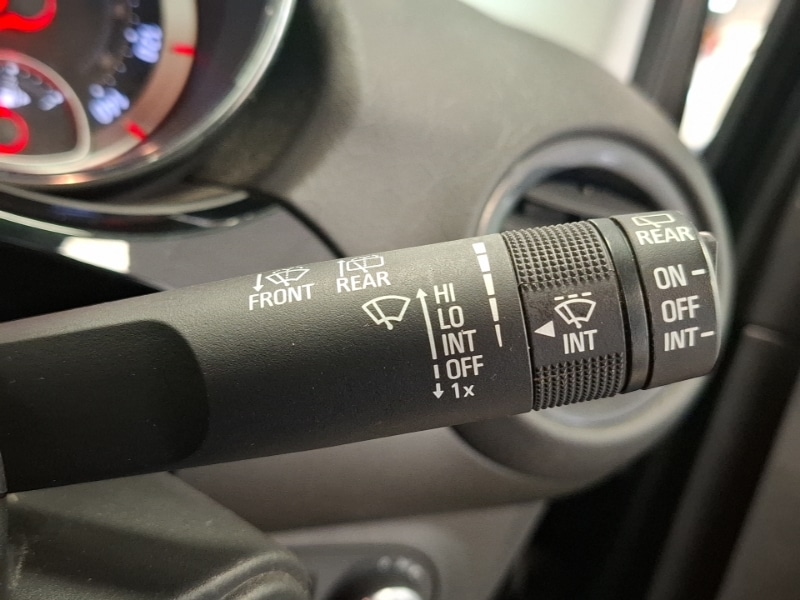 FRONT
REAR
HI
LO
INT
OFF
1x
INT
REAR
ON
OFF
INT